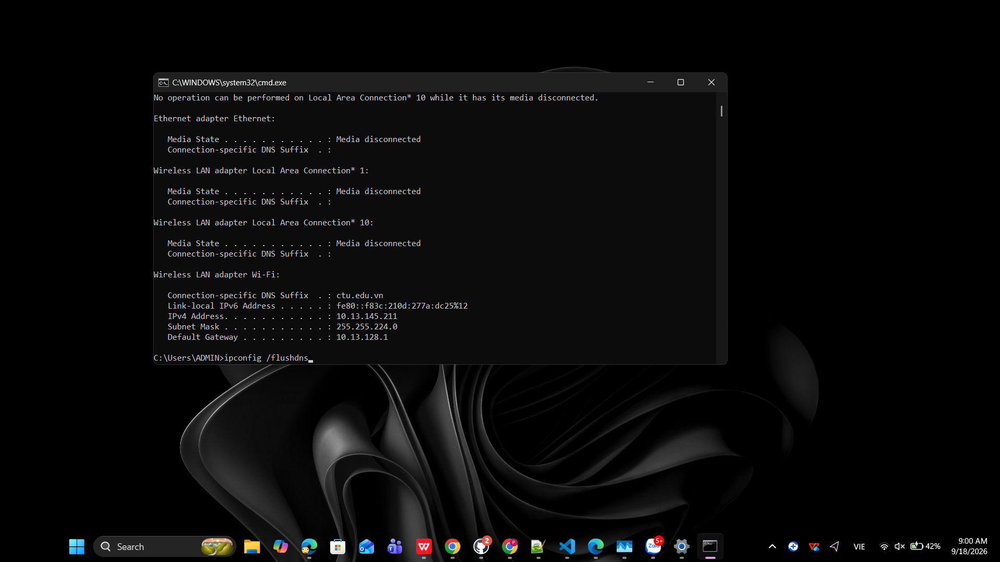 C:\WINDOWS\system32\cmd.exe
No operation can be performed on Local Area Connection* 10 while it has its media disconnected.
Ethernet adapter Ethernet:
Media State . . . . . . . . . . . : Media disconnected
Connection-specific DNS Suffix  . :
Wireless LAN adapter Local Area Connection* 1:
Media State . . . . . . . . . . . : Media disconnected
Connection-specific DNS Suffix  . :
Wireless LAN adapter Local Area Connection* 10:
Media State . . . . . . . . . . . : Media disconnected
Connection-specific DNS Suffix  . :
Wireless LAN adapter Wi-Fi:
Connection-specific DNS Suffix  . : ctu.edu.vn
Link-local IPv6 Address . . . . . : fe80::f83c:210d:277a:dc25%12
IPv4 Address. . . . . . . . . . . : 10.13.145.211
Subnet Mask . . . . . . . . . . . : 255.255.224.0
Default Gateway . . . . . . . . . : 10.13.128.1
C:\Users\ADMIN>ipconfig /flushdns
Search
2
P
Zalo
5+
VIE
42%
9:00 AM
9/18/2026